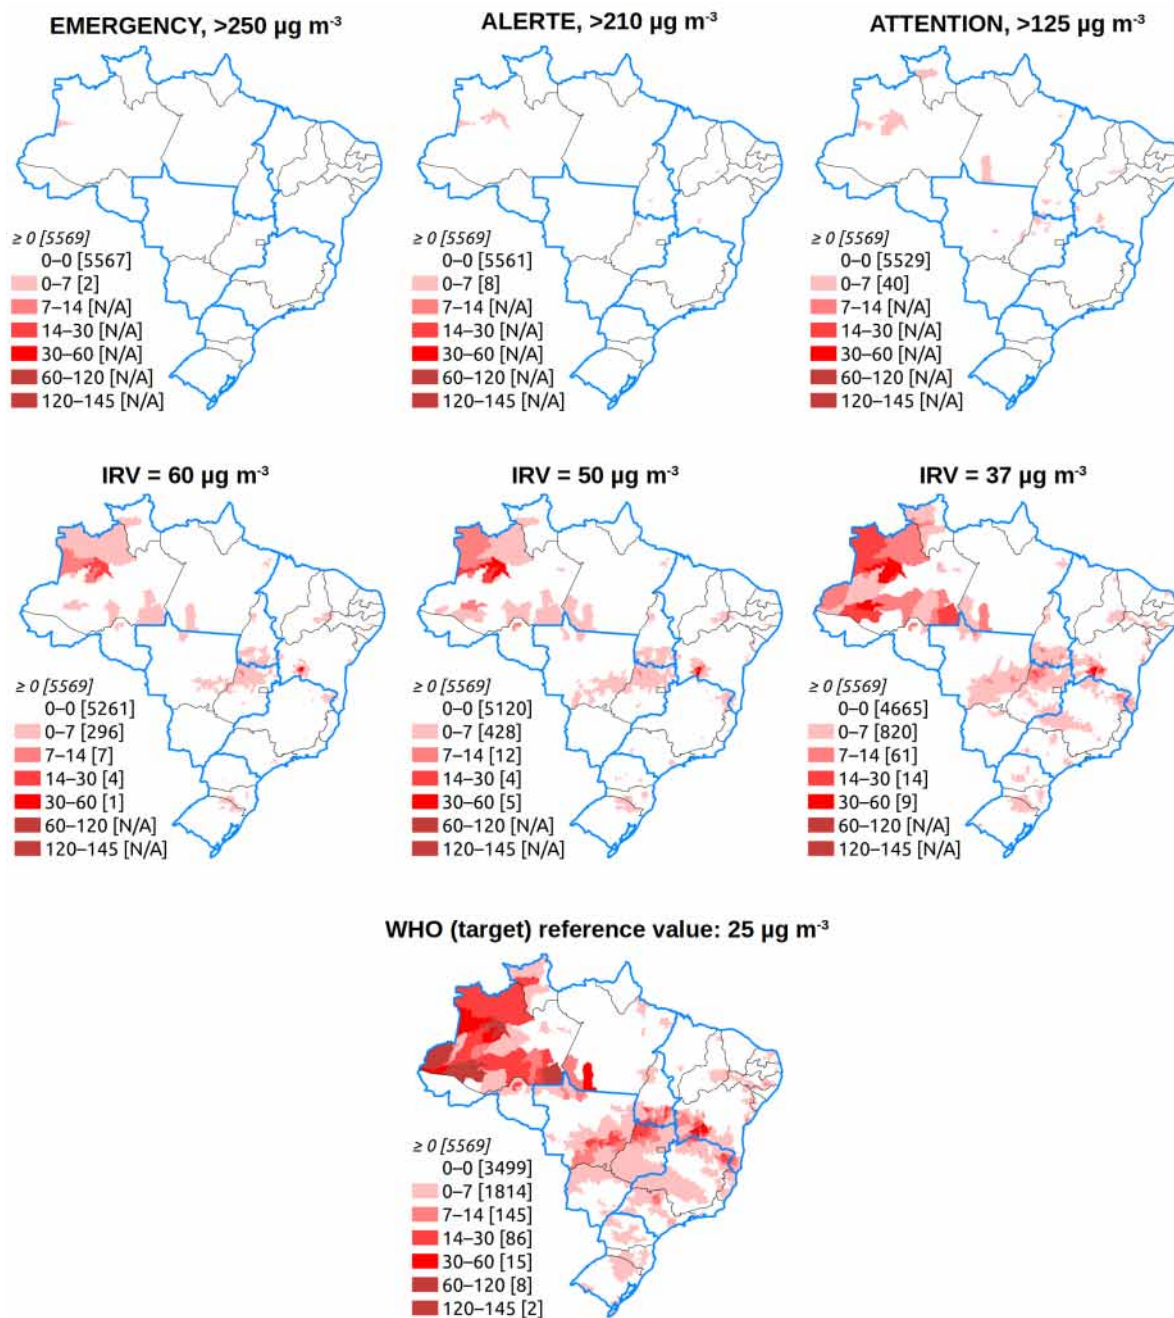 EMERGENCY, >250 µg m-3
ALERTE, >210 µg m-3
ATTENTION, >125 µg m-3
≥ 0 [5569]
0–0 [5567]
0–7 [2]
7–14 [N/A]
14–30 [N/A]
30–60 [N/A]
60–120 [N/A]
120–145 [N/A]
≥ 0 [5569]
0–0 [5561]
0–7 [8]
7–14 [N/A]
14–30 [N/A]
30–60 [N/A]
60–120 [N/A]
120–145 [N/A]
≥ 0 [5569]
0–0 [5529]
0–7 [40]
7–14 [N/A]
14–30 [N/A]
30–60 [N/A]
60–120 [N/A]
120–145 [N/A]
IRV = 60 µg m-3
IRV = 50 µg m-3
IRV = 37 µg m-3
≥ 0 [5569]
0–0 [5261]
0–7 [296]
7–14 [7]
14–30 [4]
30–60 [1]
60–120 [N/A]
120–145 [N/A]
≥ 0 [5569]
0–0 [5120]
0–7 [428]
7–14 [12]
14–30 [4]
30–60 [5]
60–120 [N/A]
120–145 [N/A]
≥ 0 [5569]
0–0 [4665]
0–7 [820]
7–14 [61]
14–30 [14]
30–60 [9]
60–120 [N/A]
120–145 [N/A]
WHO (target) reference value: 25 µg m-3
≥ 0 [5569]
0–0 [3499]
0–7 [1814]
7–14 [145]
14–30 [86]
30–60 [15]
60–120 [8]
120–145 [2]